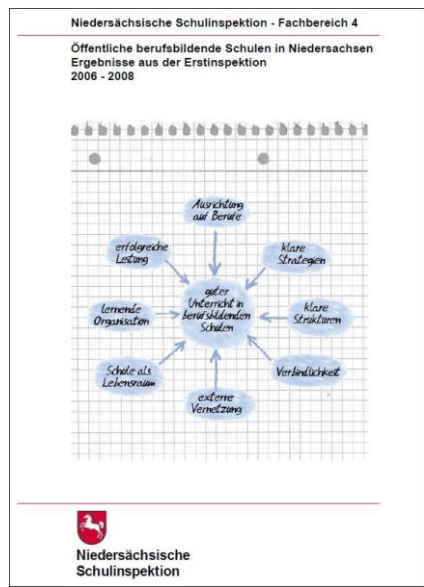 Niedersächsische Schulinspektion - Fachbereich 4
Öffentliche berufsbildende Schulen in Niedersachsen
Ergebnisse aus der Erstinspektion
2006 - 2008
Ausrichtung
auf Berufe
erfolgreiche
Leitung
klare
Strategien
lernende
Organisation
guter
Unterricht in
berufsbildenden
Schulen
klare
Strukturen
Schule als
Lebensraum
Verbindlichkeit
externe
Vernetzung
Niedersächsische
Schulinspektion